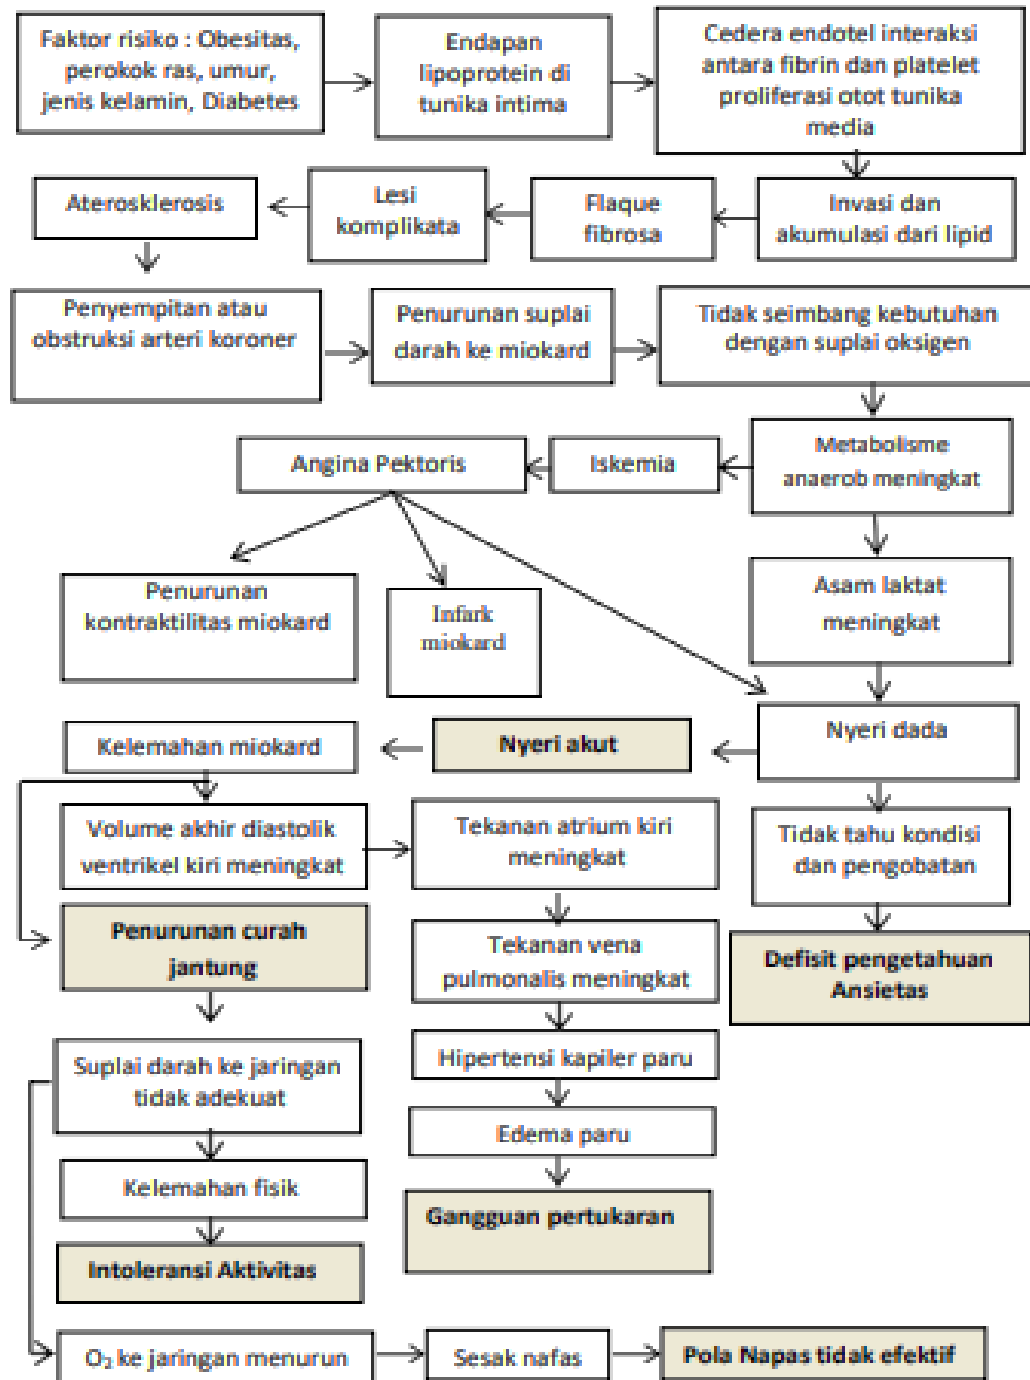 Faktor risiko : Obesitas,
perokok ras, umur,
jenis kelamin, Diabetes
Endapan
lipoprotein di
tunika intima
Cedera endotel interaksi
antara fibrin dan platelet
proliferasi otot tunika
media
Aterosklerosis
Lesi
komplikata
Flaque
fibrosa
Invasi dan
akumulasi dari lipid
Penyempitan atau
obstruksi arteri koroner
Penurunan suplai
darah ke miokard
Tidak seimbang kebutuhan
dengan suplai oksigen
Angina Pektoris
Iskemia
Metabolisme
anaerob meningkat
Penurunan
kontraktilitas miokard
Infark
miokard
Asam laktat
meningkat
Kelemahan miokard
Nyeri akut
Nyeri dada
Volume akhir diastolik
ventrikel kiri meningkat
Tekanan atrium kiri
meningkat
Tidak tahu kondisi
dan pengobatan
Penurunan curah
jantung
Tekanan vena
pulmonalis meningkat
Defisit pengetahuan
Ansietas
Suplai darah ke jaringan
tidak adekuat
Hipertensi kapiler paru
Edema paru
Kelemahan fisik
Gangguan pertukaran
Intoleransi Aktivitas
O₂ ke jaringan menurun
Sesak nafas
Pola Napas tidak efektif